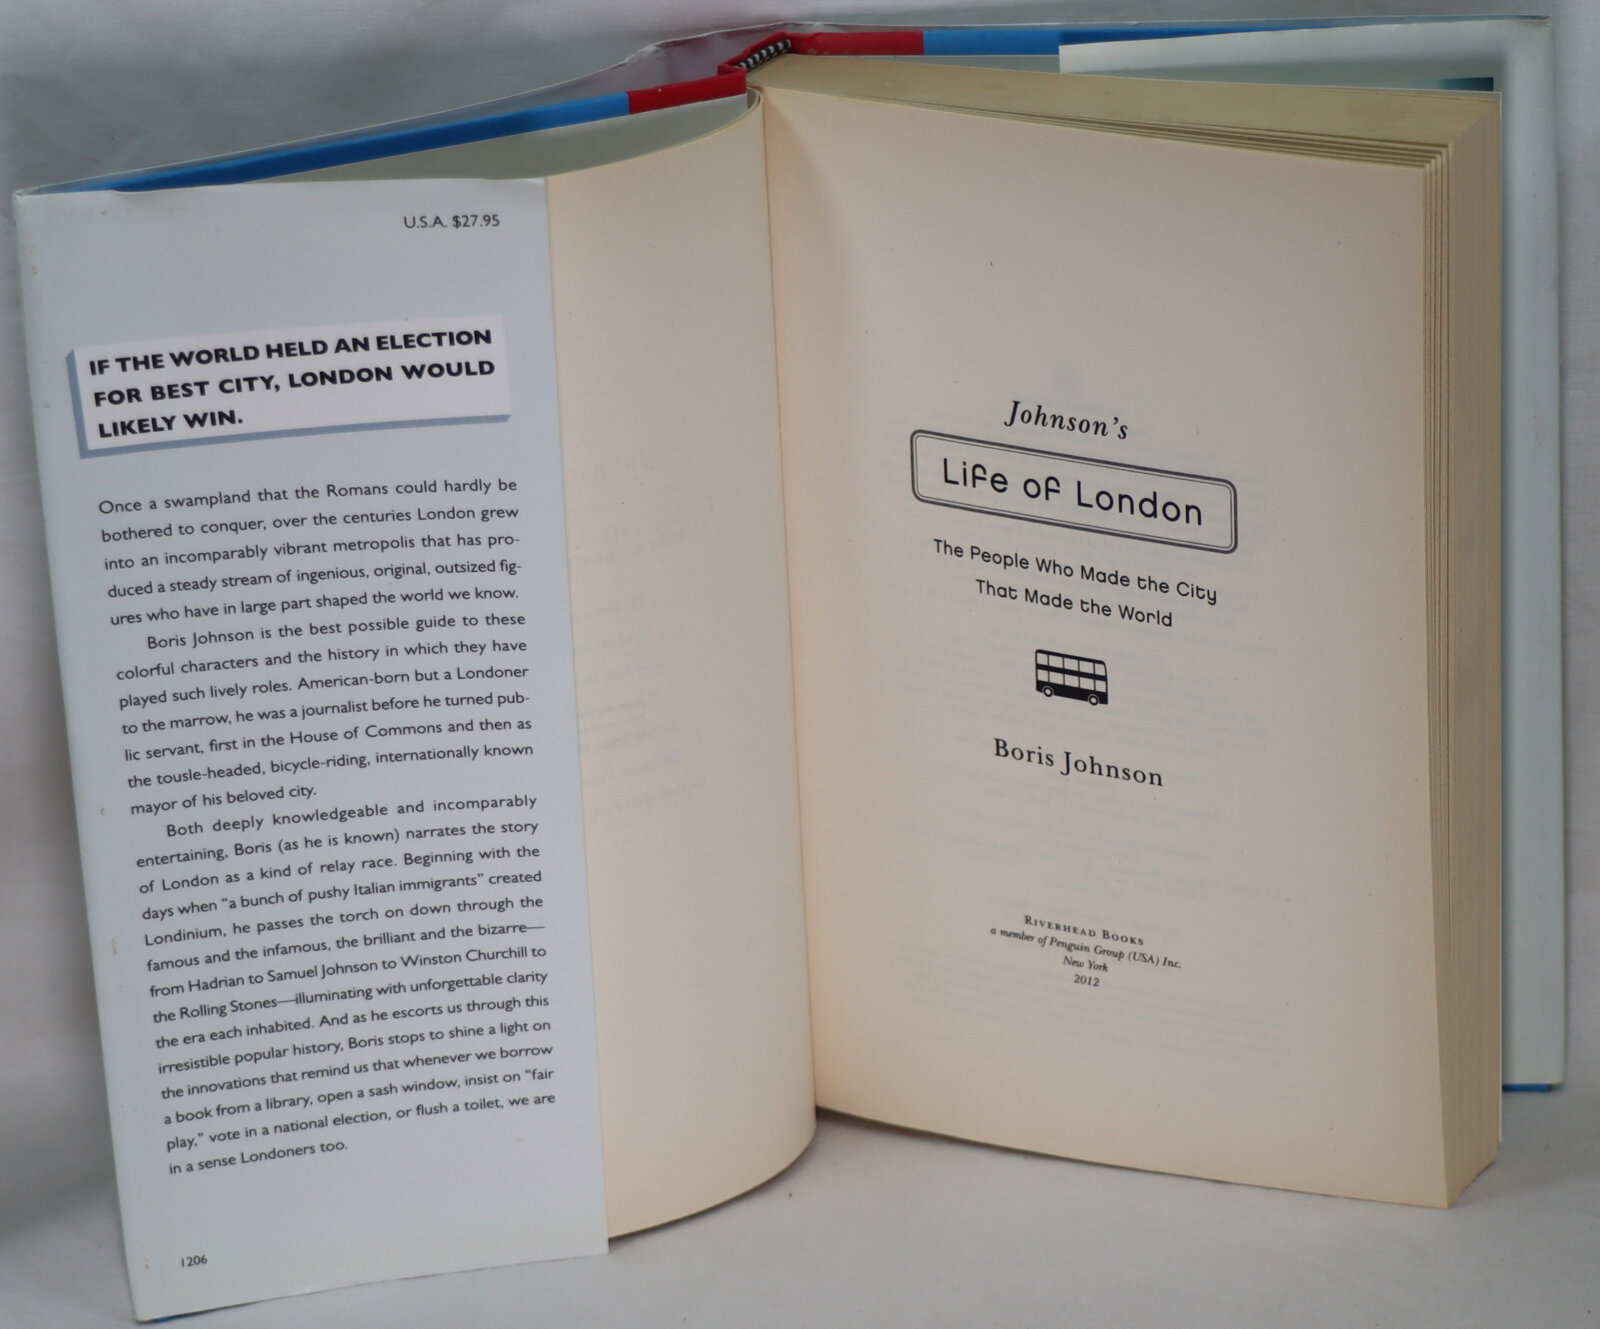 U.S.A. $27.95
IF THE WORLD HELD AN ELECTION
FOR BEST CITY, LONDON WOULD
LIKELY WIN.
Once a swampland that the Romans could hardly be
bothered to conquer, over the centuries London grew
into an incomparably vibrant metropolis that has pro-
duced a steady stream of ingenious, original, outsized fig-
ures who have in large part shaped the world we know.
Boris Johnson is the best possible guide to these
colorful characters and the history in which they have
played such lively roles. American-born but a Londoner
to the marrow, he was a journalist before he turned pub-
lic servant, first in the House of Commons and then as
the tousle-headed, bicycle-riding, internationally known
mayor of his beloved city.
Both deeply knowledgeable and incomparably
entertaining, Boris (as he is known) narrates the story
of London as a kind of relay race. Beginning with the
days when “a bunch of pushy Italian immigrants” created
Londinium, he passes the torch on down through the
famous and the infamous, the brilliant and the bizarre—
from Hadrian to Samuel Johnson to Winston Churchill to
the Rolling Stones—illuminating with unforgettable clarity
the era each inhabited. And as he escorts us through this
irresistible popular history, Boris stops to shine a light on
the innovations that remind us that whenever we borrow
a book from a library, open a sash window, insist on “fair
play,” vote in a national election, or flush a toilet, we are
in a sense Londoners too.
1206
Johnson’s
Life of London
The People Who Made the City
That Made the World
Boris Johnson
RIVERHEAD BOOKS
a member of Penguin Group (USA) Inc.
New York
2012